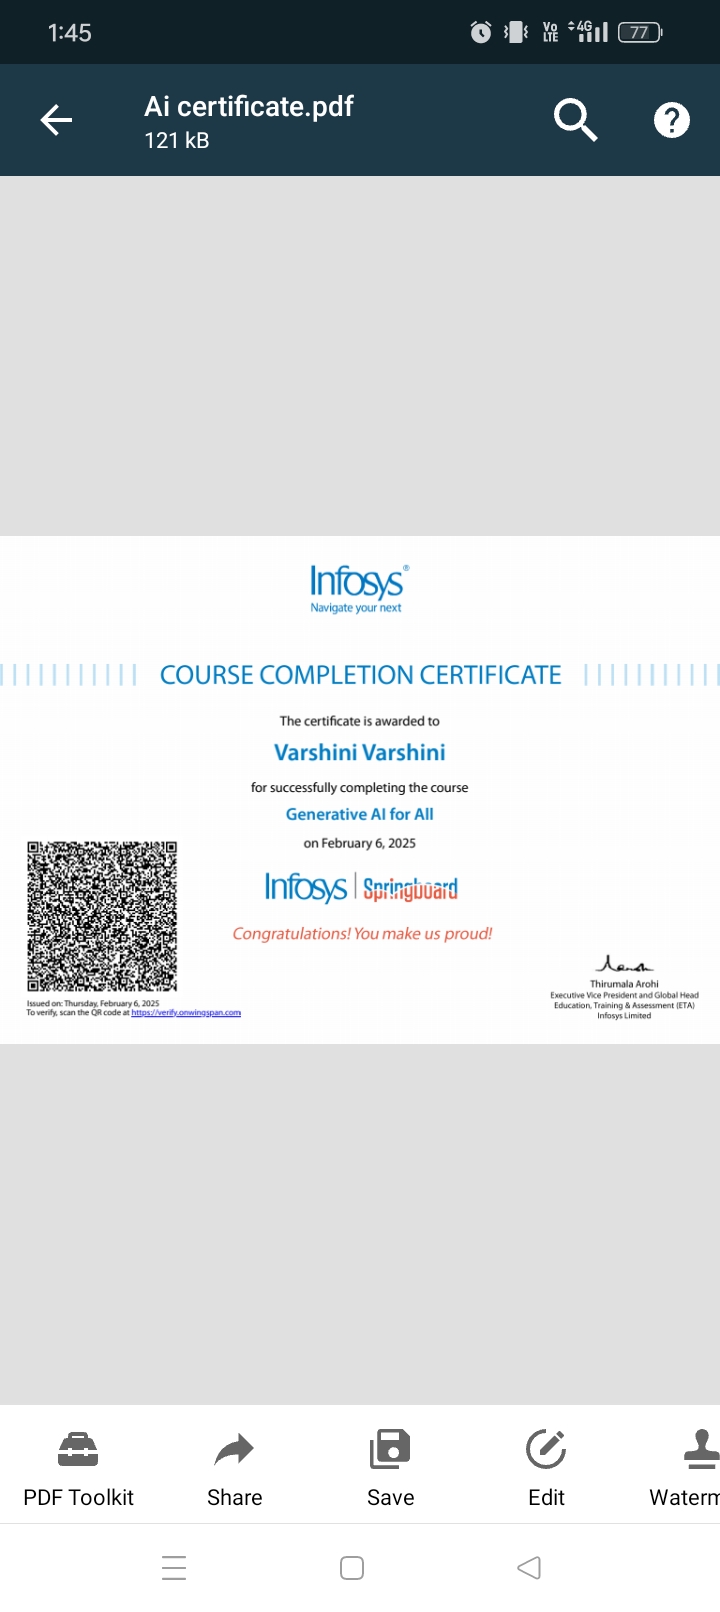 1:45
Vo
LTE
4G
77
Ai certificate.pdf
121 kB
Infosys®
Navigate your next
COURSE COMPLETION CERTIFICATE
The certificate is awarded to
Varshini Varshini
for successfully completing the course
Generative AI for All
on February 6, 2025
Infosys | Springboard
Congratulations! You make us proud!
Issued on: Thursday, February 6, 2025
To verify, scan the QR code at https://verify.onwingspan.com
Thirumala Arohi
Executive Vice President and Global Head
Education, Training & Assessment (ETA)
Infosys Limited
PDF Toolkit
Share
Save
Edit
Waterm